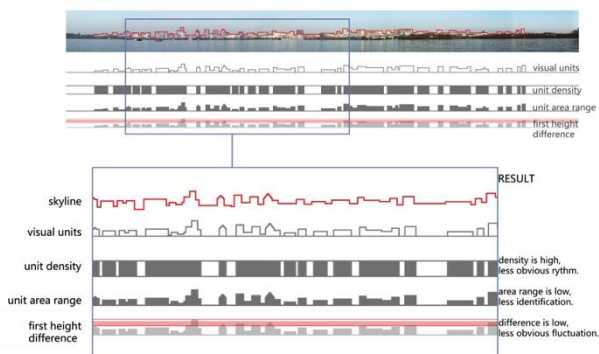 visual units
unit density
unit area range
first height
difference
RESULT
skyline
visual units
unit density
density is high,
less obvious rythm.
unit area range
area range is low,
less identification.
first height
difference
difference is low,
less obvious fluctuation.